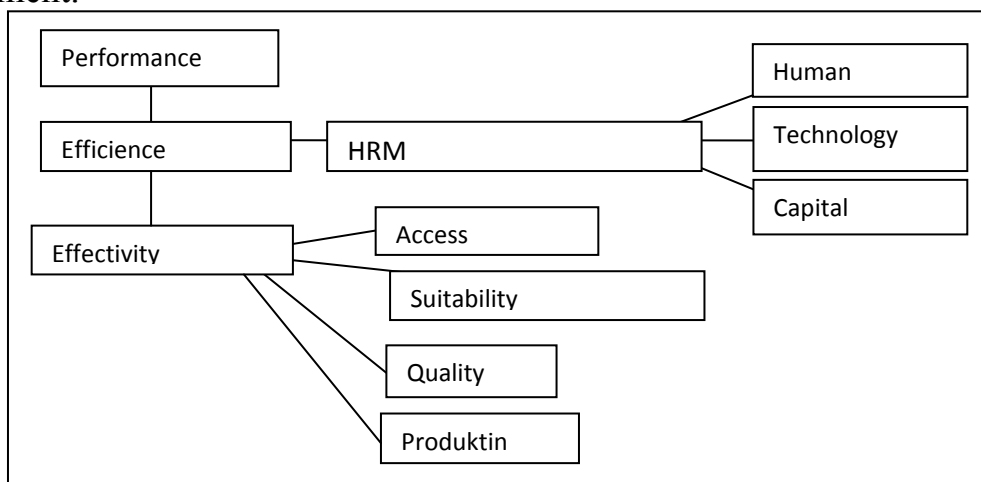 Performance
Human
Efficience
HRM
Technology
Capital
Effectivity
Access
Suitability
Quality
Produktin